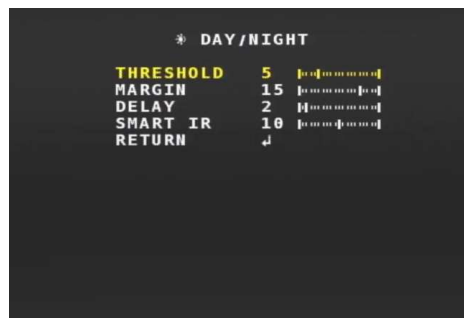 ☀ DAY/NIGHT
THRESHOLD 5
MARGIN 15
DELAY 2
SMART IR 10
RETURN ↲